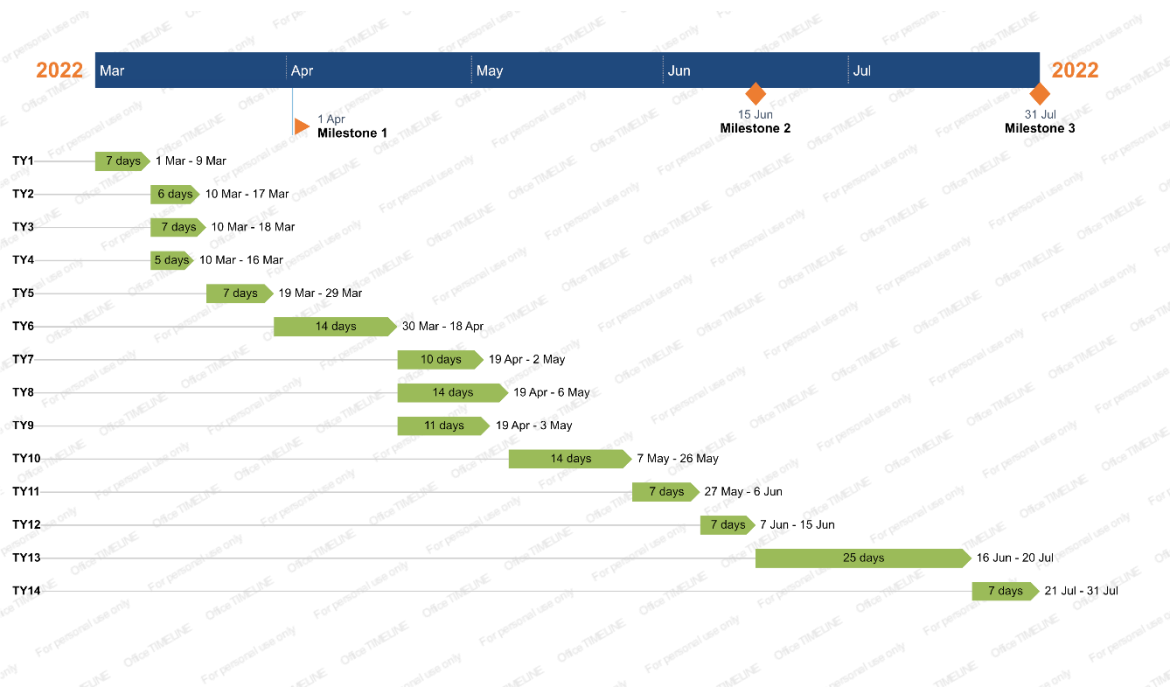 2022 Mar Apr May Jun Jul 2022
1 Apr
Milestone 1
15 Jun
Milestone 2
31 Jul
Milestone 3
TY1 7 days 1 Mar - 9 Mar
TY2 6 days 10 Mar - 17 Mar
TY3 7 days 10 Mar - 18 Mar
TY4 5 days 10 Mar - 16 Mar
TY5 7 days 19 Mar - 29 Mar
TY6 14 days 30 Mar - 18 Apr
TY7 10 days 19 Apr - 2 May
TY8 14 days 19 Apr - 6 May
TY9 11 days 19 Apr - 3 May
TY10 14 days 7 May - 26 May
TY11 7 days 27 May - 6 Jun
TY12 7 days 7 Jun - 15 Jun
TY13 25 days 16 Jun - 20 Jul
TY14 7 days 21 Jul - 31 Jul
For personal use only
Office TIMELINE